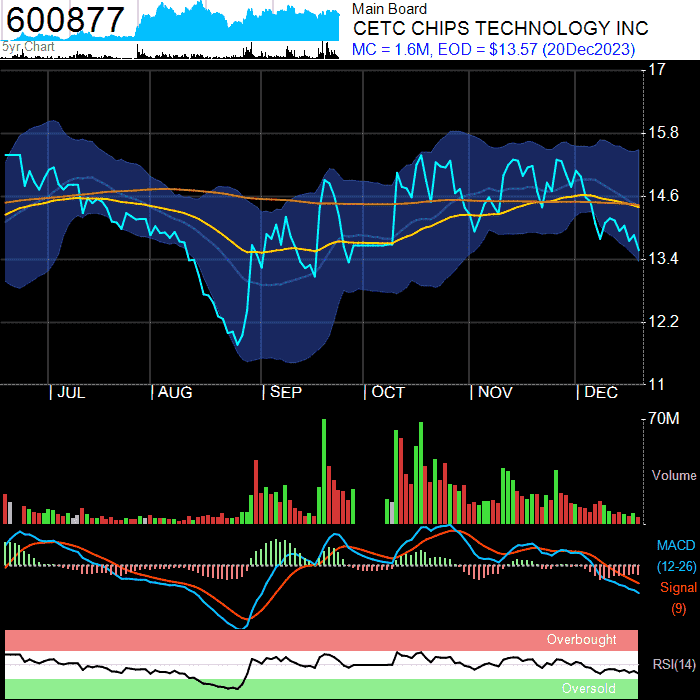 600877
5yr Chart
Main Board
CETC CHIPS TECHNOLOGY INC
MC = 1.6M, EOD = $13.57 (20Dec2023)
17
15.8
14.6
13.4
12.2
11
| JUL | AUG | SEP | OCT | NOV | DEC
70M
Volume
MACD
(12-26)
Signal
(9)
Overbought
RSI(14)
Oversold